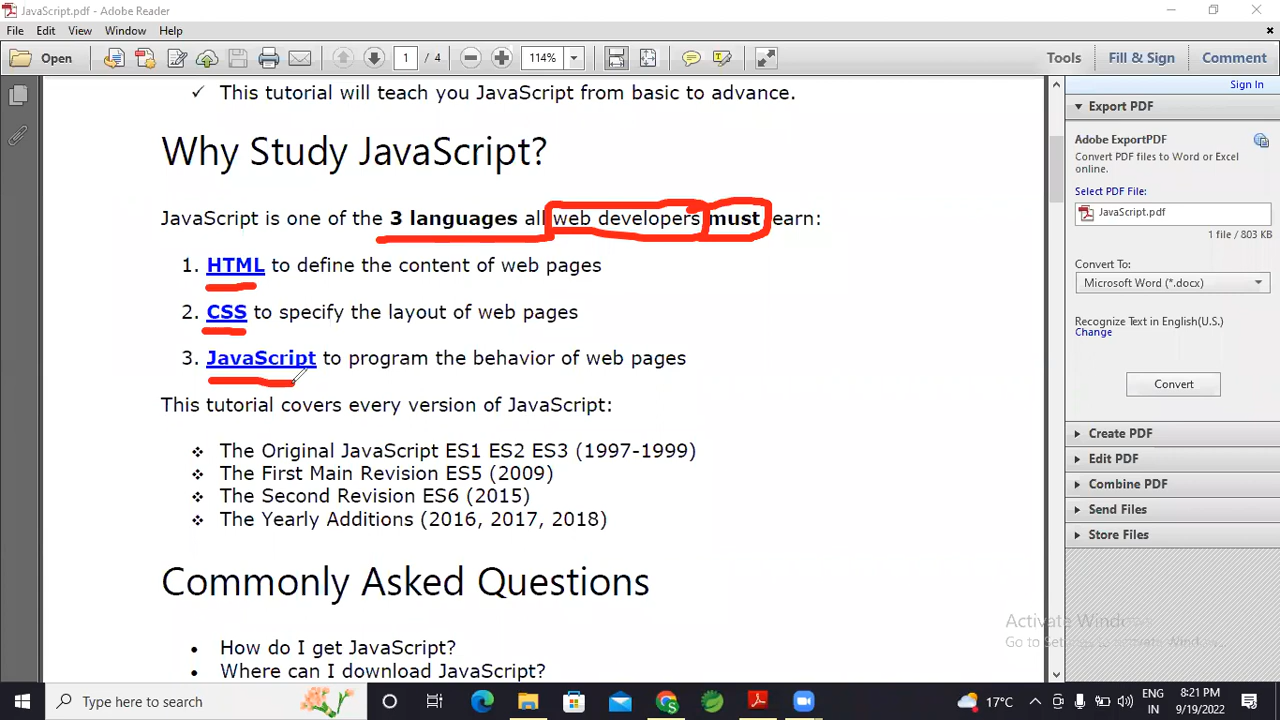 JavaScript.pdf - Adobe Reader
File Edit View Window Help
Open 1 / 4 114% Tools Fill & Sign Comment
✓ This tutorial will teach you JavaScript from basic to advance.
Why Study JavaScript?
JavaScript is one of the 3 languages all web developers must learn:
1. HTML to define the content of web pages
2. CSS to specify the layout of web pages
3. JavaScript to program the behavior of web pages
This tutorial covers every version of JavaScript:
❖ The Original JavaScript ES1 ES2 ES3 (1997-1999)
❖ The First Main Revision ES5 (2009)
❖ The Second Revision ES6 (2015)
❖ The Yearly Additions (2016, 2017, 2018)
Commonly Asked Questions
• How do I get JavaScript?
• Where can I download JavaScript?
Sign In
Export PDF
Adobe ExportPDF
Convert PDF files to Word or Excel
online.
Select PDF File:
JavaScript.pdf
1 file / 803 KB
Convert To:
Microsoft Word (*.docx)
Recognize Text in English(U.S.)
Change
Convert
Create PDF
Edit PDF
Combine PDF
Send Files
Store Files
Activate Windows
Go to Settings to activate Windows.
Type here to search
17°C
ENG
IN
8:21 PM
9/19/2022